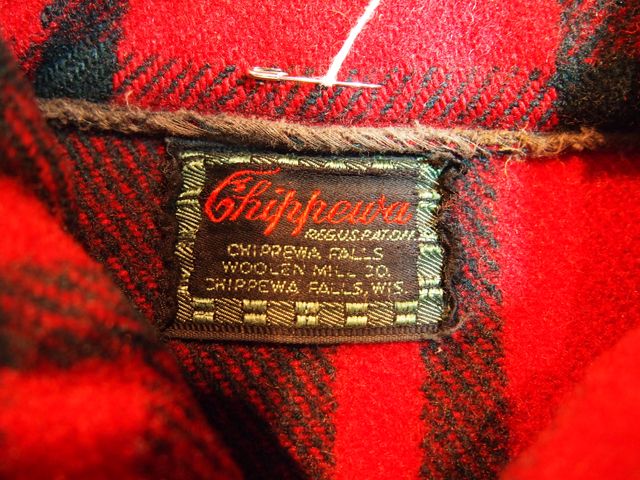 Chippewa
REG.U.S.PAT.OFF.
CHIPPEWA FALLS
WOOLEN MILL CO.
CHIPPEWA FALLS, WIS.